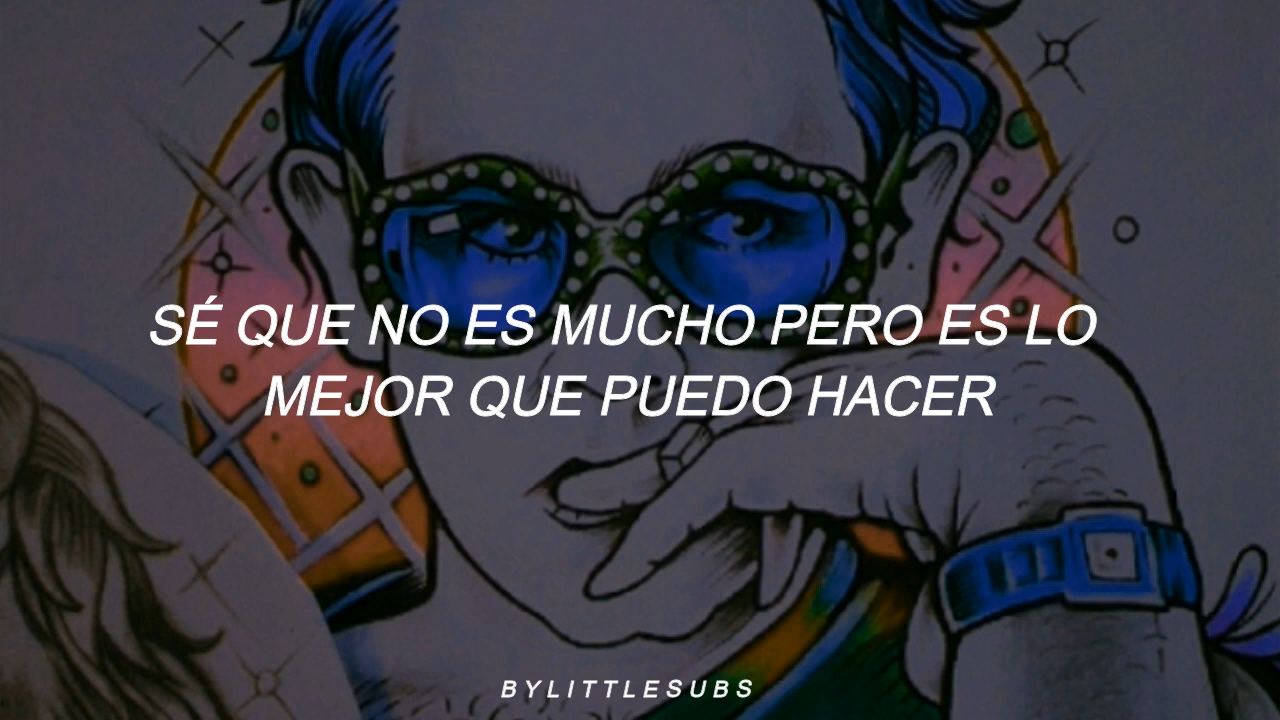 SÉ QUE NO ES MUCHO PERO ES LO
MEJOR QUE PUEDO HACER
BYLITTLESUBS